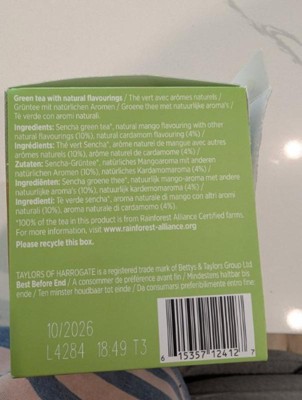 Green tea with natural flavourings / Thé vert avec arômes naturels /
Grüntee mit natürlichen Aromen / Groene thee met natuurlijke aroma's /
Tè verde con aromi naturali.
Ingredients: Sencha green tea*, natural mango flavouring with other
natural flavourings (10%), natural cardamom flavouring (4%) /
Ingrédients: thé vert Sencha*, arôme naturel de mangue avec autres
arômes naturels (10%), arôme naturel de cardamome (4%) /
Zutaten: Sencha-Grüntee*, natürliches Mangoaroma mit anderen
natürlichen Aromen (10%), natürliches Kardamomaroma (4%) /
Ingrediënten: Sencha groene thee*, natuurlijk mango-aroma met andere
natuurlijke aroma's (10%), natuurlijk kardemomaroma (4%) /
Ingredienti: Tè verde sencha*, aroma naturale di mango con altri aromi
naturali (10%), aroma naturale di cardamomo (4%).
*100% of the tea in this product is from Rainforest Alliance Certified farms.
For more information, visit www.rainforest-alliance.org
Please recycle this box.
TAYLORS OF HARROGATE is a registered trade mark of Bettys & Taylors Group Ltd
Best Before End / A consommer de préférence avant fin / Mindestens haltbar bis
ende / Ten minster houdbaar tot einde / Da consumarsi preferibilmente entro fine:
10/2026
L4284 18:49 T3
6 15357 12412 7